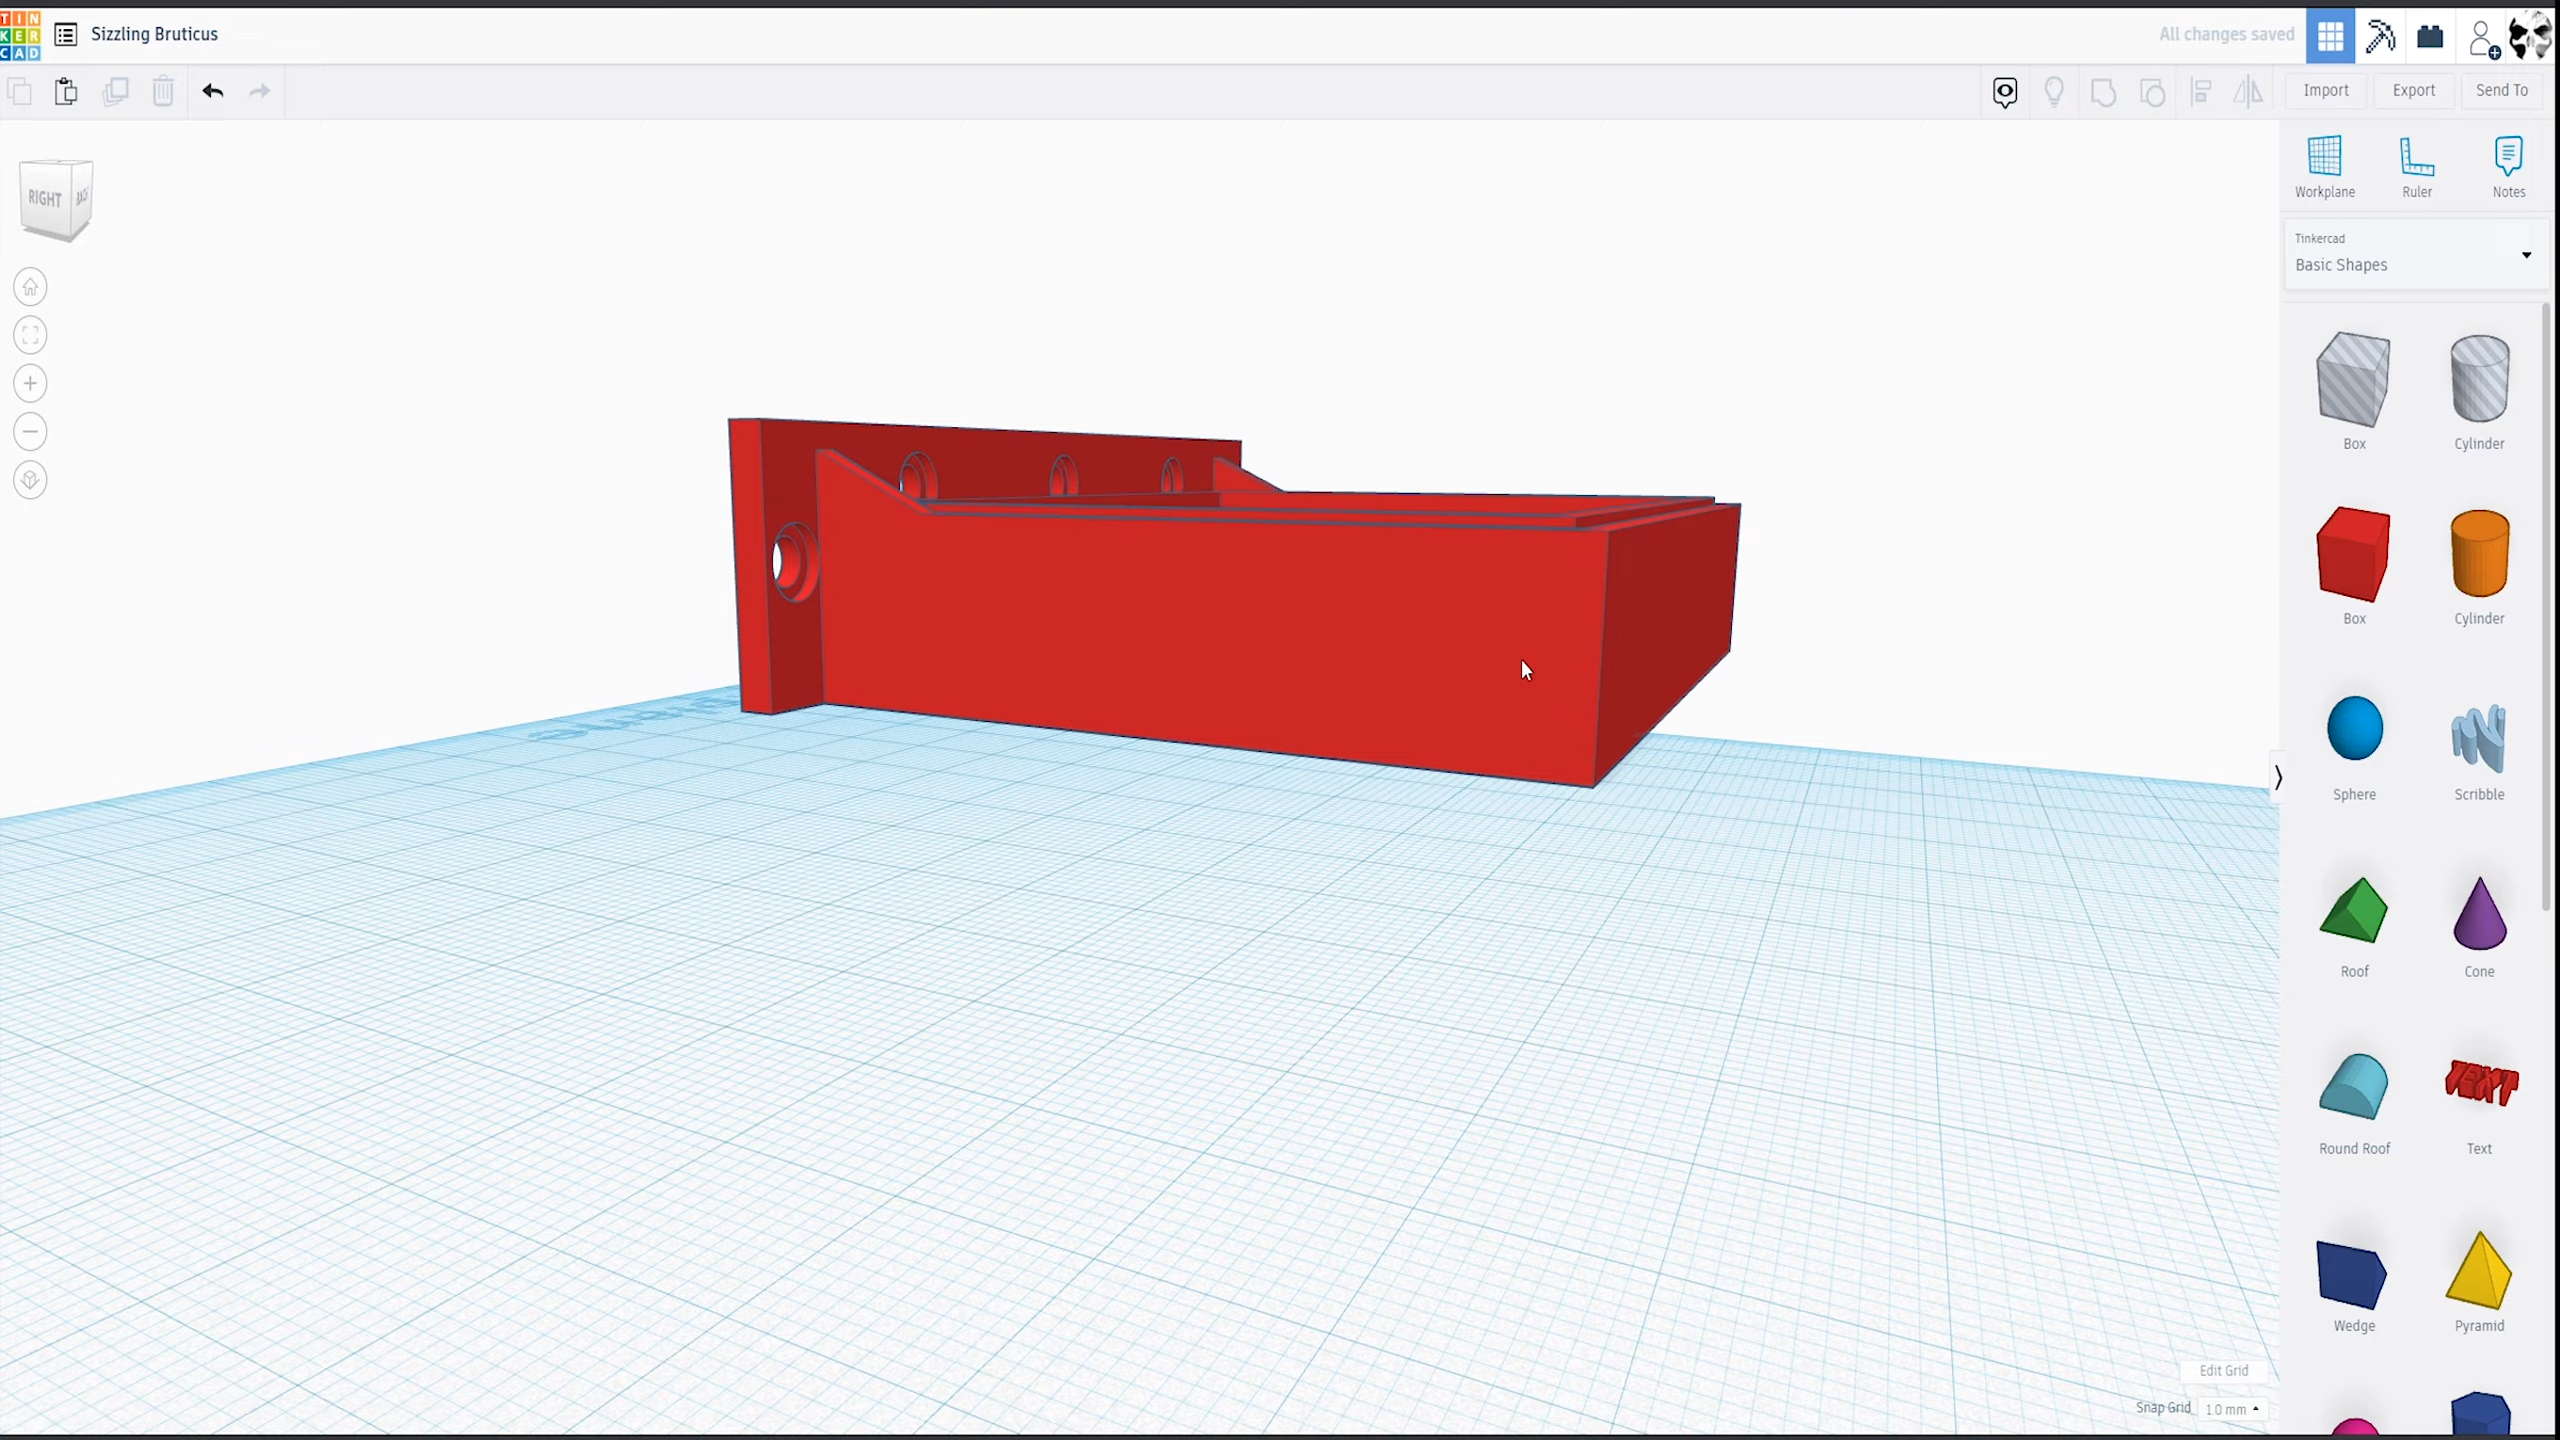 TIN
KER
CAD
Sizzling Bruticus
All changes saved
Import
Export
Send To
RIGHT
BACK
Workplane
Ruler
Notes
Tinkercad
Basic Shapes
Box
Cylinder
Box
Cylinder
Sphere
Scribble
Roof
Cone
TEXT
Round Roof
Text
Wedge
Pyramid
Edit Grid
Snap Grid
1.0 mm